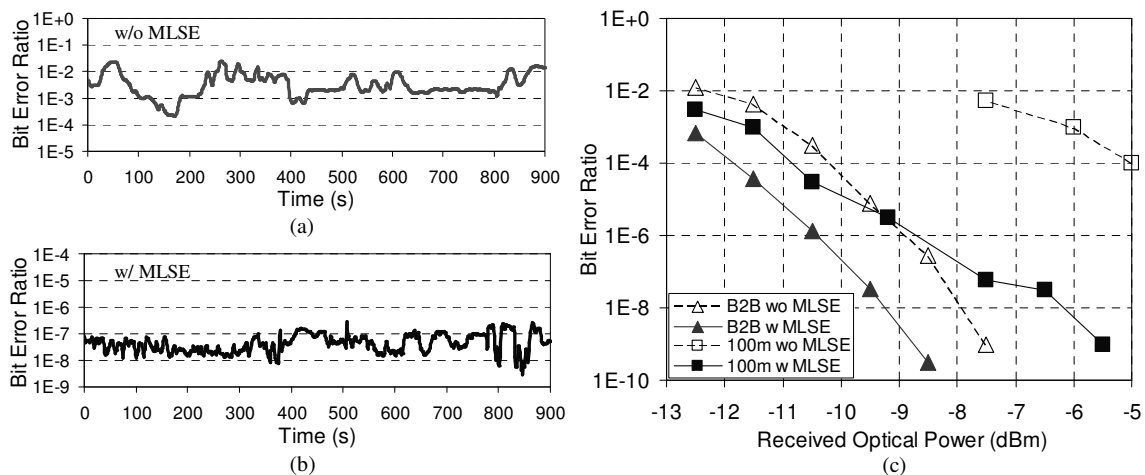 w/o MLSE
Bit Error Ratio
1E+0
1E-1
1E-2
1E-3
1E-4
1E-5
0 100 200 300 400 500 600 700 800 900
Time (s)
(a)
w/ MLSE
Bit Error Ratio
1E-4
1E-5
1E-6
1E-7
1E-8
1E-9
0 100 200 300 400 500 600 700 800 900
Time (s)
(b)
Bit Error Ratio
1E+0
1E-2
1E-4
1E-6
1E-8
1E-10
B2B wo MLSE
B2B w MLSE
100m wo MLSE
100m w MLSE
-13 -12 -11 -10 -9 -8 -7 -6 -5
Received Optical Power (dBm)
(c)